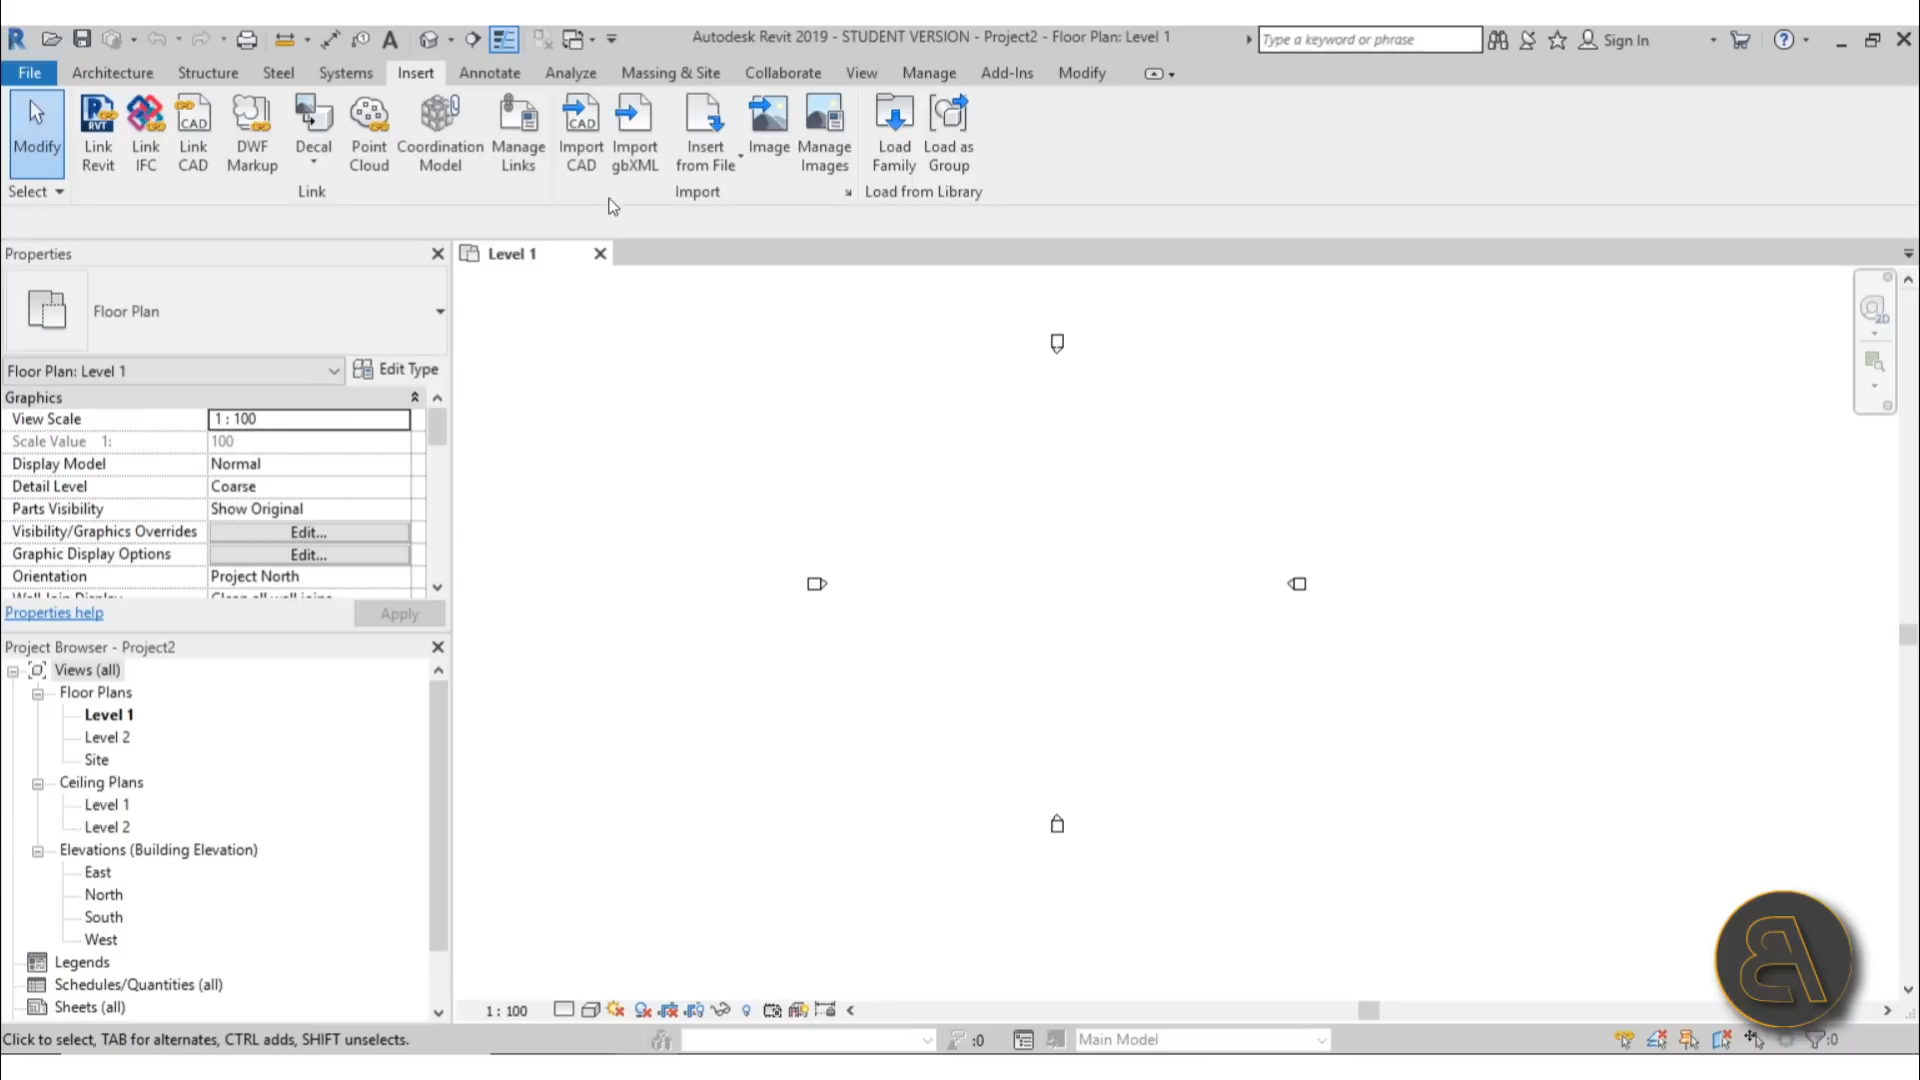 Autodesk Revit 2019 - STUDENT VERSION - Project2 - Floor Plan: Level 1
Type a keyword or phrase
Sign In
File Architecture Structure Steel Systems Insert Annotate Analyze Massing & Site Collaborate View Manage Add-Ins Modify
Modify
Link Revit
Link IFC
Link CAD
DWF Markup
Decal
Point Cloud
Coordination Model
Manage Links
Import CAD
Import gbXML
Insert from File
Image
Manage Images
Load Family
Load as Group
Select
Link
Import
Load from Library
Properties
Level 1
Floor Plan
Floor Plan: Level 1
Edit Type
Graphics
View Scale 1 : 100
Scale Value 1: 100
Display Model Normal
Detail Level Coarse
Parts Visibility Show Original
Visibility/Graphics Overrides Edit...
Graphic Display Options Edit...
Orientation Project North
Properties help
Apply
Project Browser - Project2
Views (all)
Floor Plans
Level 1
Level 2
Site
Ceiling Plans
Level 1
Level 2
Elevations (Building Elevation)
East
North
South
West
Legends
Schedules/Quantities (all)
Sheets (all)
1 : 100
Click to select, TAB for alternates, CTRL adds, SHIFT unselects.
:0
Main Model
:0